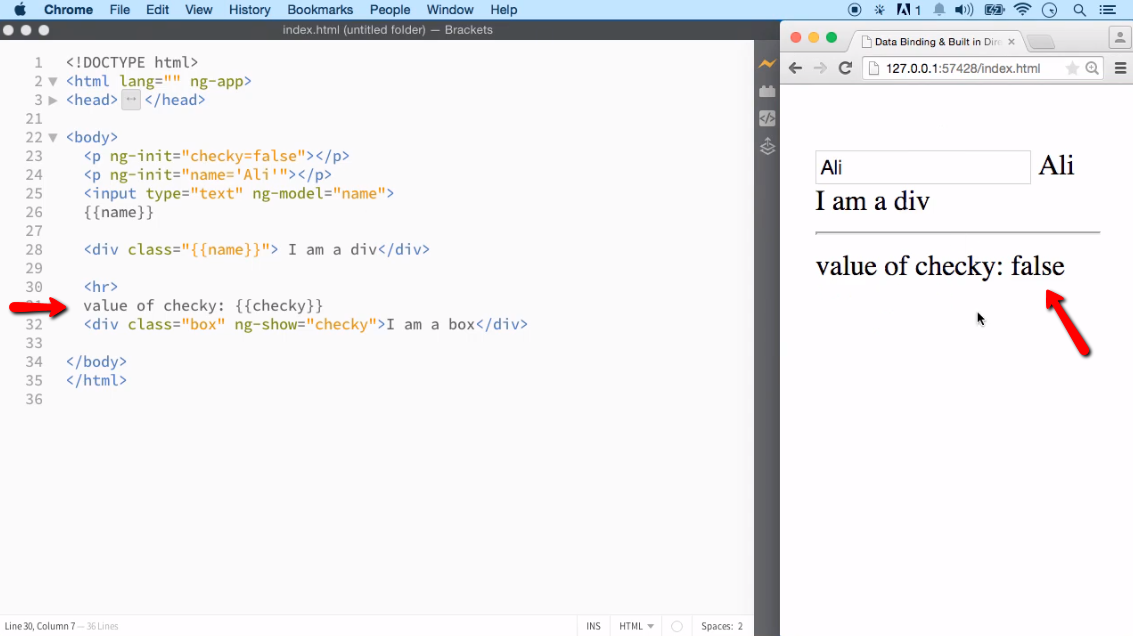 Chrome File Edit View History Bookmarks People Window Help 1
index.html (untitled folder) — Brackets
1 <!DOCTYPE html>
2 <html lang="" ng-app>
3 <head> </head>
21
22 <body>
23 <p ng-init="checky=false"></p>
24 <p ng-init="name='Ali'"></p>
25 <input type="text" ng-model="name">
26 {{name}}
27
28 <div class="{{name}}"> I am a div</div>
29
30 <hr>
31 value of checky: {{checky}}
32 <div class="box" ng-show="checky">I am a box</div>
33
34 </body>
35 </html>
36
Line 30, Column 7 — 36 Lines INS HTML Spaces: 2
Data Binding & Built in Dir
127.0.0.1:57428/index.html
Ali Ali
I am a div
value of checky: false